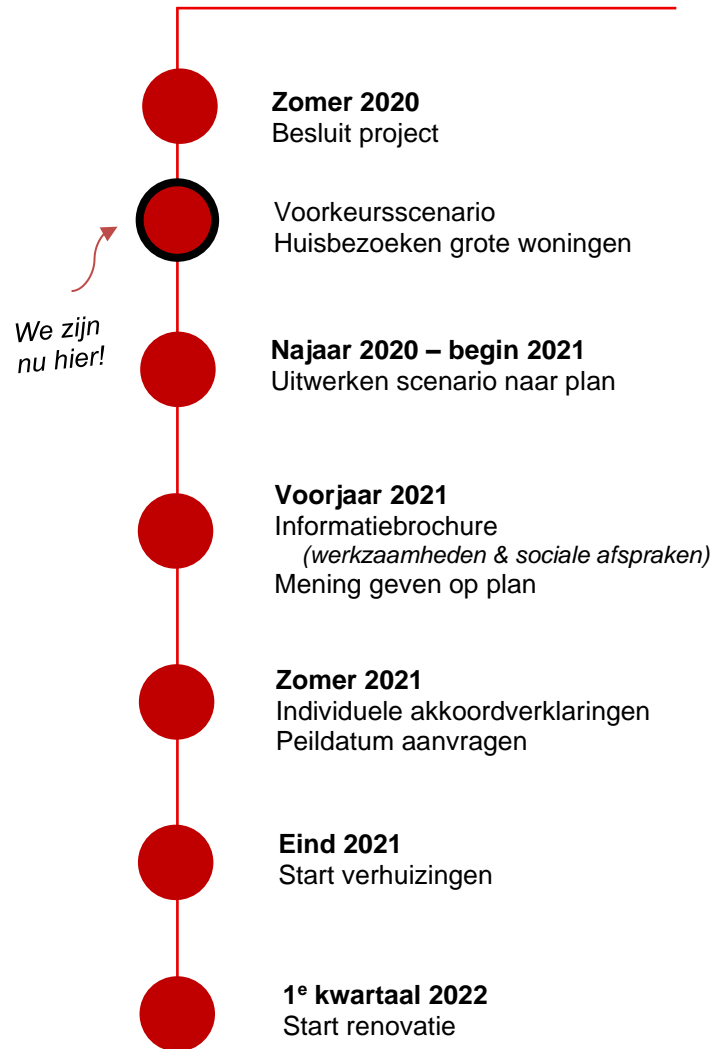 Zomer 2020
Besluit project
Voorkeursscenario
Huisbezoeken grote woningen
We zijn
nu hier!
Najaar 2020 – begin 2021
Uitwerken scenario naar plan
Voorjaar 2021
Informatiebrochure
(werkzaamheden & sociale afspraken)
Mening geven op plan
Zomer 2021
Individuele akkoordverklaringen
Peildatum aanvragen
Eind 2021
Start verhuizingen
1e kwartaal 2022
Start renovatie